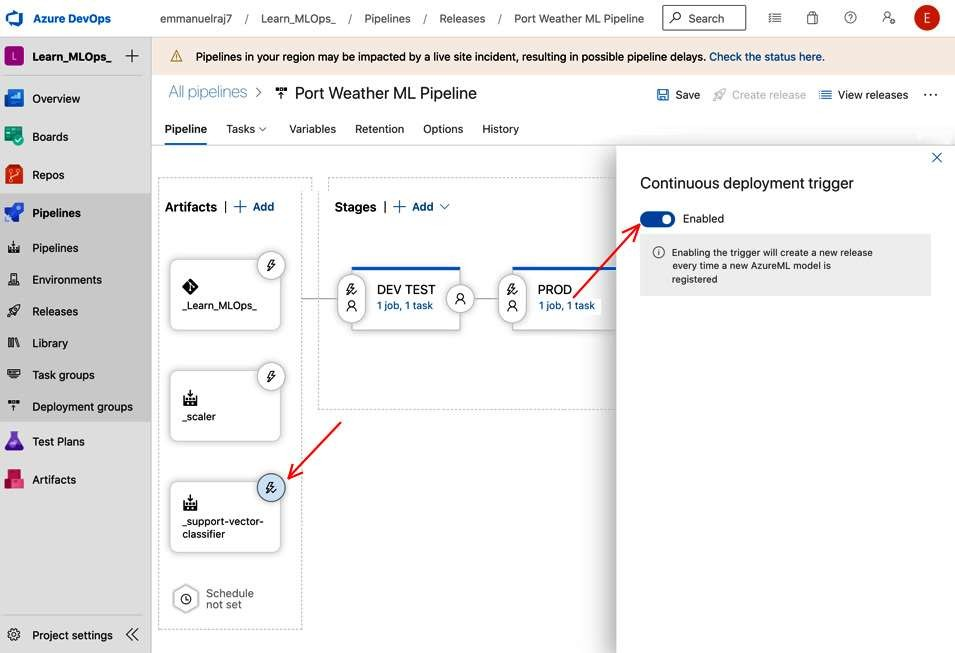 Azure DevOps
emmanuelraj7 / Learn_MLOps_ / Pipelines / Releases / Port Weather ML Pipeline
Search
E
L Learn_MLOps_
Pipelines in your region may be impacted by a live site incident, resulting in possible pipeline delays. Check the status here.
All pipelines > Port Weather ML Pipeline
Save
Create release
View releases
Overview
Boards
Repos
Pipelines
Pipelines
Environments
Releases
Library
Task groups
Deployment groups
Test Plans
Artifacts
Project settings
Pipeline
Tasks
Variables
Retention
Options
History
Artifacts | + Add
_Learn_MLOps_
_scaler
_support-vector-
classifier
Schedule
not set
Stages | + Add
DEV TEST
1 job, 1 task
PROD
1 job, 1 task
Continuous deployment trigger
Enabled
Enabling the trigger will create a new release
every time a new AzureML model is
registered